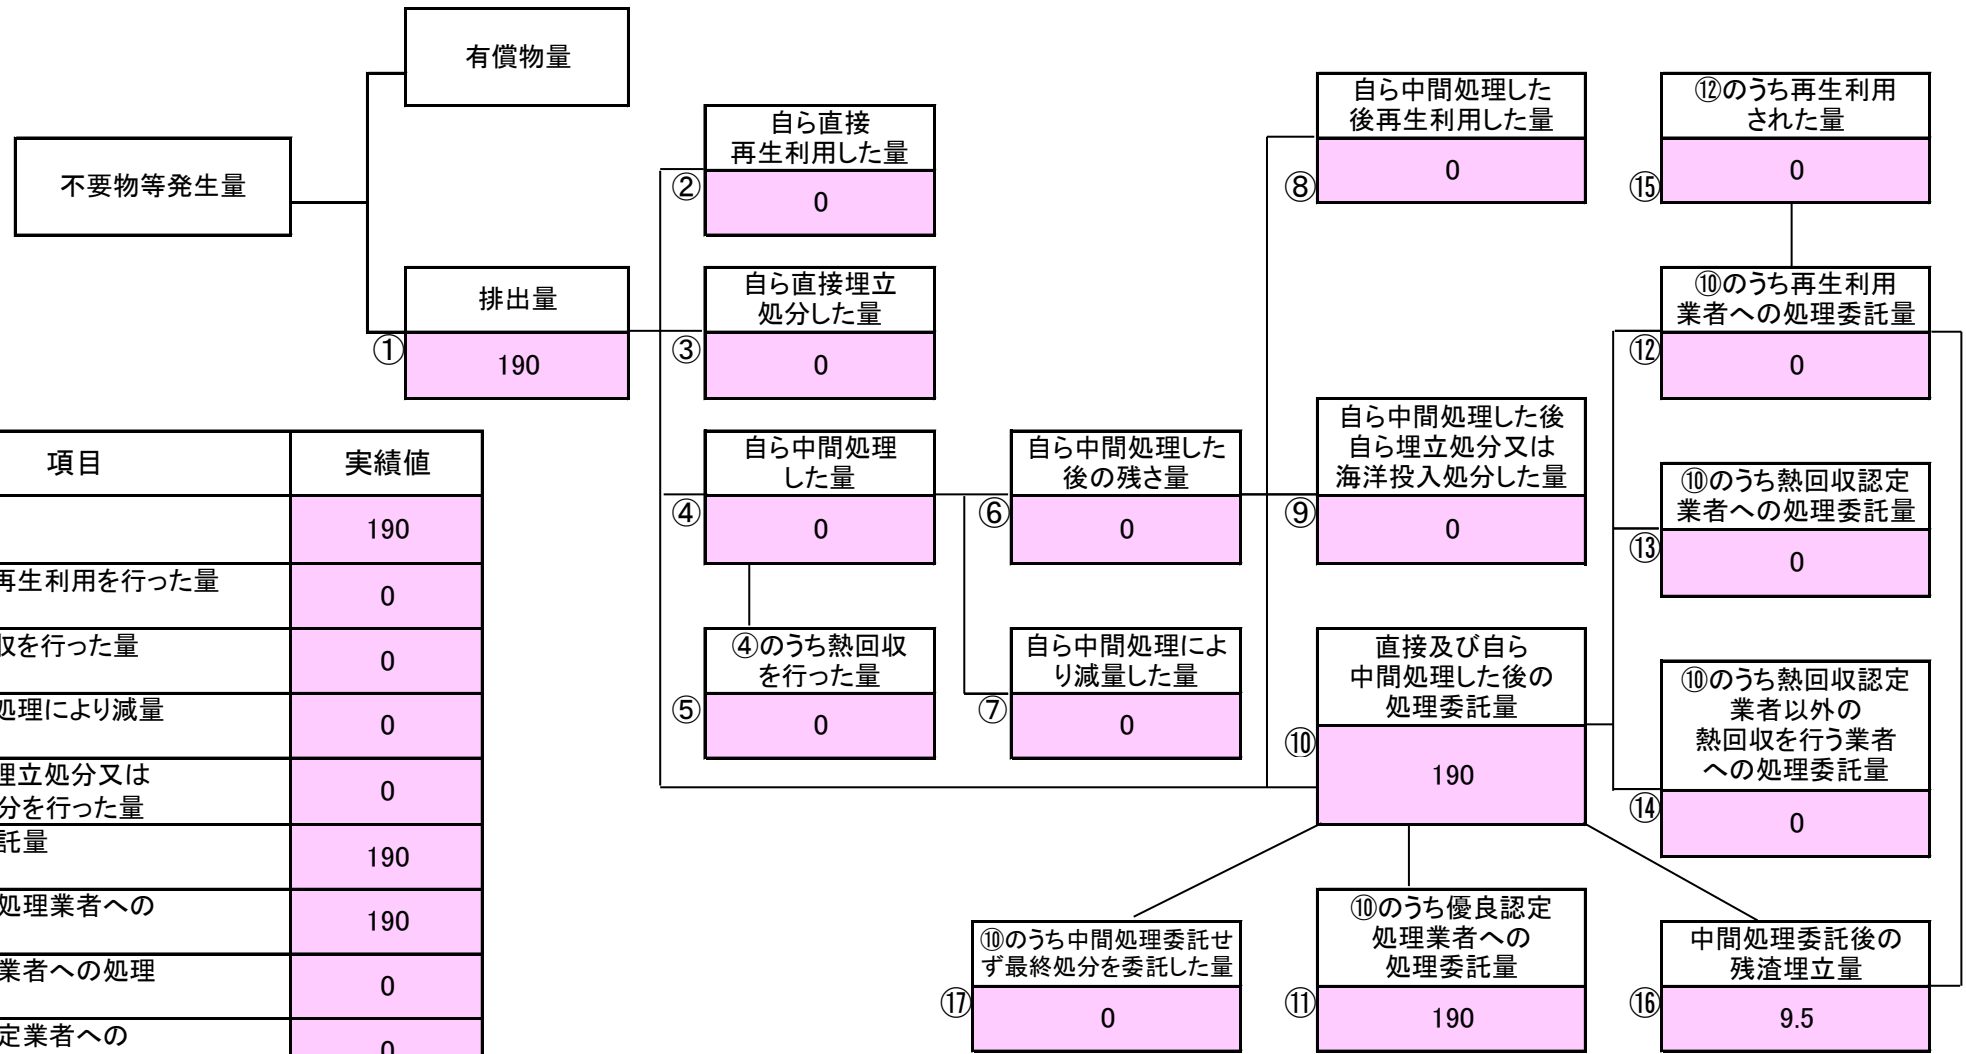 有償物量
不要物等発生量
排出量
①
190
自ら直接
再生利用した量
②
0
自ら直接埋立
処分した量
③
0
自ら中間処理
した量
④
0
④のうち熱回収
を行った量
⑤
0
自ら中間処理した
後の残さ量
⑥
0
自ら中間処理によ
り減量した量
⑦
0
自ら中間処理した
後再生利用した量
⑧
0
自ら中間処理した後
自ら埋立処分又は
海洋投入処分した量
⑨
0
直接及び自ら
中間処理した後の
処理委託量
⑩
190
⑫のうち再生利用
された量
⑮
0
⑩のうち再生利用
業者への処理委託量
⑫
0
⑩のうち熱回収認定
業者への処理委託量
⑬
0
⑩のうち熱回収認定
業者以外の
熱回収を行う業者
への処理委託量
⑭
0
⑩のうち中間処理委託せ
ず最終処分を委託した量
⑰
0
⑩のうち優良認定
処理業者への
処理委託量
⑪
190
中間処理委託後の
残渣埋立量
⑯
9.5
項目 実績値
190
再生利用を行った量 0
収を行った量 0
処理により減量 0
埋立処分又は
分を行った量 0
託量 190
処理業者への 190
業者への処理 0
定業者への 0